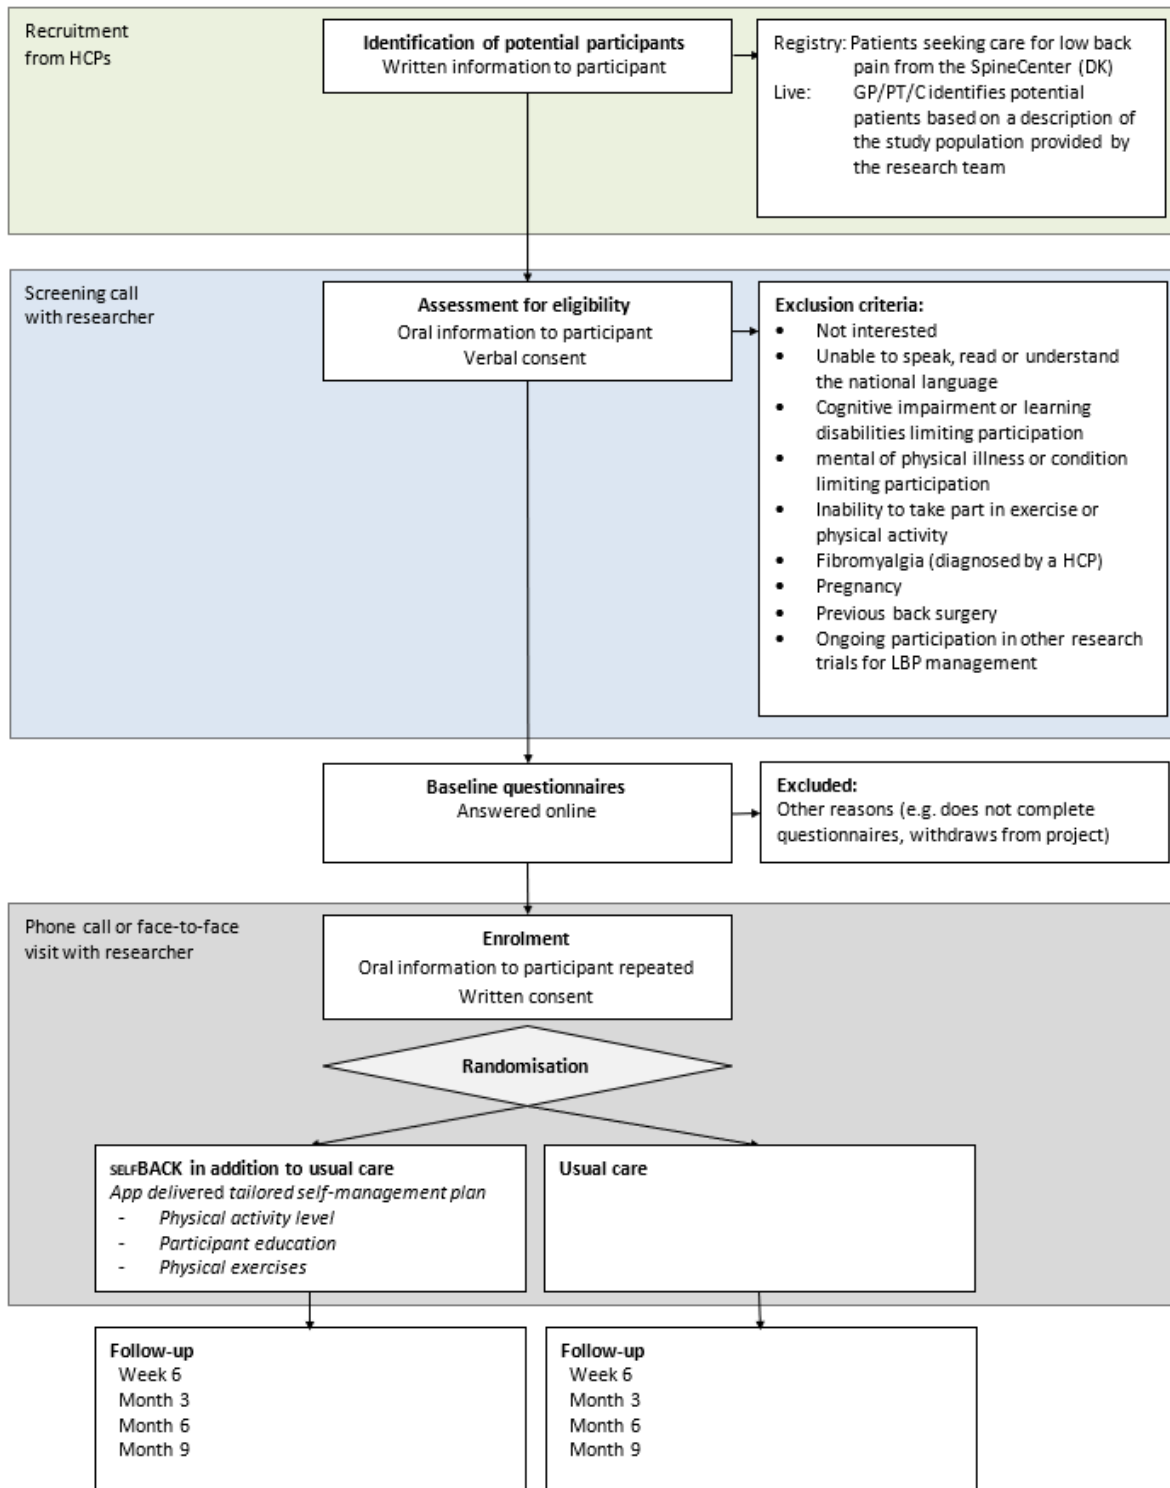 Recruitment
from HCPs
Identification of potential participants
Written information to participant
Registry: Patients seeking care for low back
pain from the SpineCenter (DK)
Live: GP/PT/C identifies potential
patients based on a description of
the study population provided by
the research team
Screening call
with researcher
Assessment for eligibility
Oral information to participant
Verbal consent
Exclusion criteria:
• Not interested
• Unable to speak, read or understand
the national language
• Cognitive impairment or learning
disabilities limiting participation
• mental of physical illness or condition
limiting participation
• Inability to take part in exercise or
physical activity
• Fibromyalgia (diagnosed by a HCP)
• Pregnancy
• Previous back surgery
• Ongoing participation in other research
trials for LBP management
Baseline questionnaires
Answered online
Excluded:
Other reasons (e.g. does not complete
questionnaires, withdraws from project)
Phone call or face-to-face
visit with researcher
Enrolment
Oral information to participant repeated
Written consent
Randomisation
SELFBACK in addition to usual care
App delivered tailored self-management plan
- Physical activity level
- Participant education
- Physical exercises
Usual care
Follow-up
Week 6
Month 3
Month 6
Month 9
Follow-up
Week 6
Month 3
Month 6
Month 9